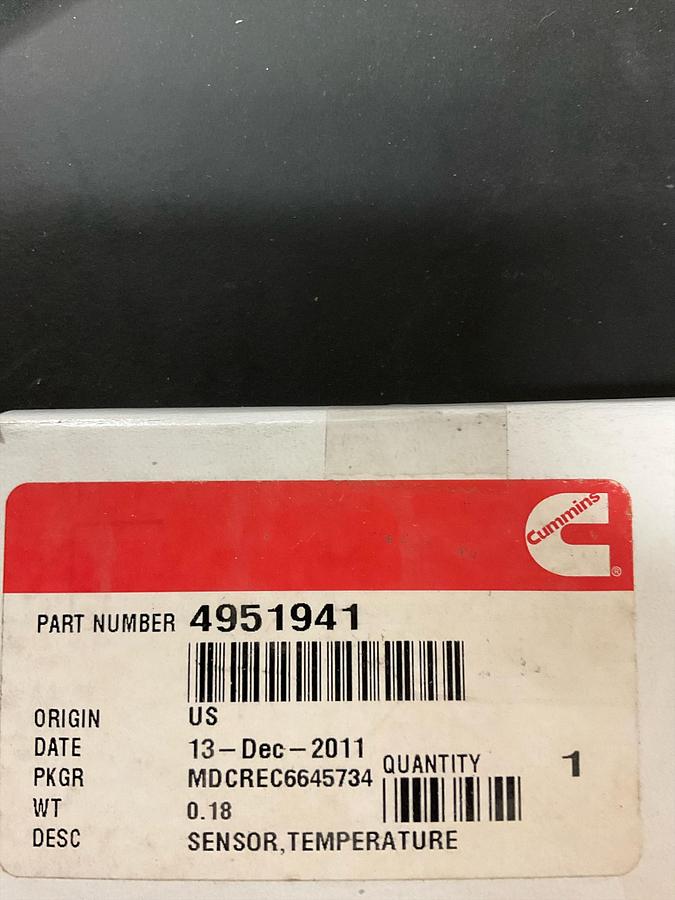 Cummins
®
PART NUMBER 4951941
ORIGIN US
DATE 13-Dec-2011
QUANTITY 1
PKGR MDCREC6645734
WT 0.18
DESC SENSOR,TEMPERATURE